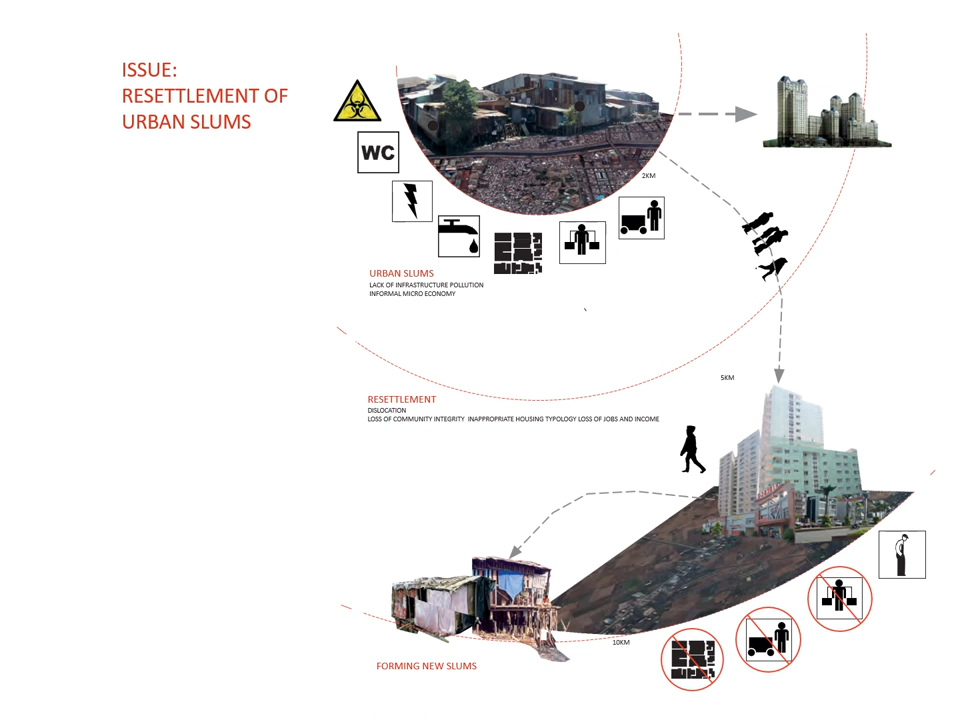 ISSUE:
RESETTLEMENT OF
URBAN SLUMS
WC
2KM
URBAN SLUMS
LACK OF INFRASTRUCTURE POLLUTION
INFORMAL MICRO ECONOMY
5KM
RESETTLEMENT
DISLOCATION
LOSS OF COMMUNITY INTEGRITY INAPPROPRIATE HOUSING TYPOLOGY LOSS OF JOBS AND INCOME
10KM
FORMING NEW SLUMS